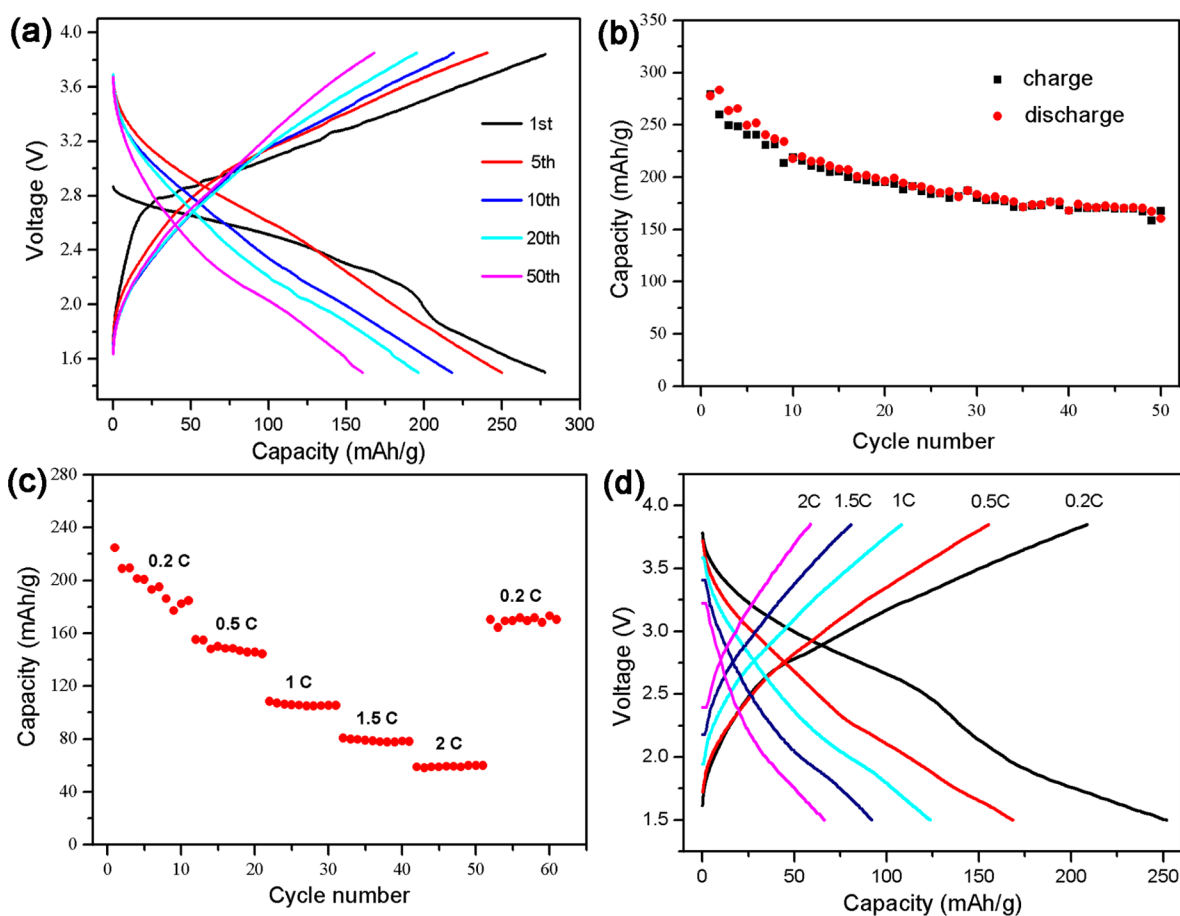 (a)
4.0
3.6
3.2
2.8
2.4
2.0
1.6
Voltage (V)
1st
5th
10th
20th
50th
0 50 100 150 200 250 300
Capacity (mAh/g)
(b)
350
300
250
200
150
100
50
0
Capacity (mAh/g)
charge
discharge
0 10 20 30 40 50
Cycle number
(c)
280
240
200
160
120
80
40
0
Capacity (mAh/g)
0.2 C
0.5 C
1 C
1.5 C
2 C
0.2 C
0 10 20 30 40 50 60
Cycle number
(d)
4.0
3.5
3.0
2.5
2.0
1.5
Voltage (V)
2C 1.5C 1C 0.5C 0.2C
0 50 100 150 200 250
Capacity (mAh/g)